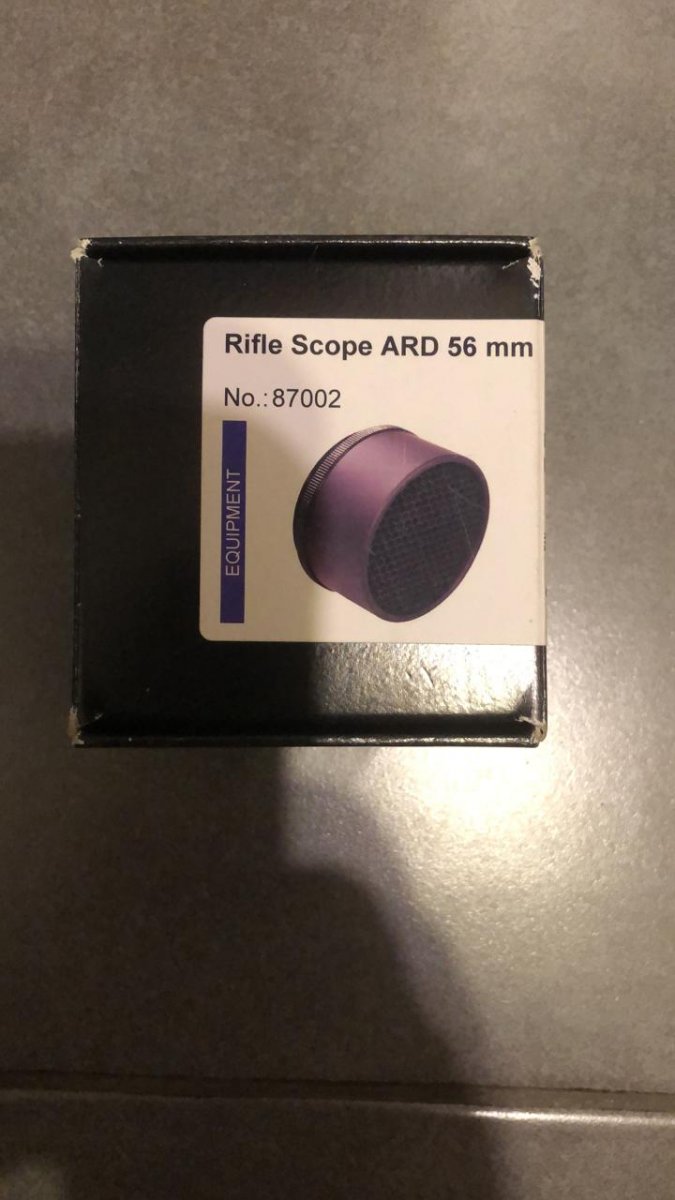 Rifle Scope ARD 56 mm
No.: 87002
EQUIPMENT